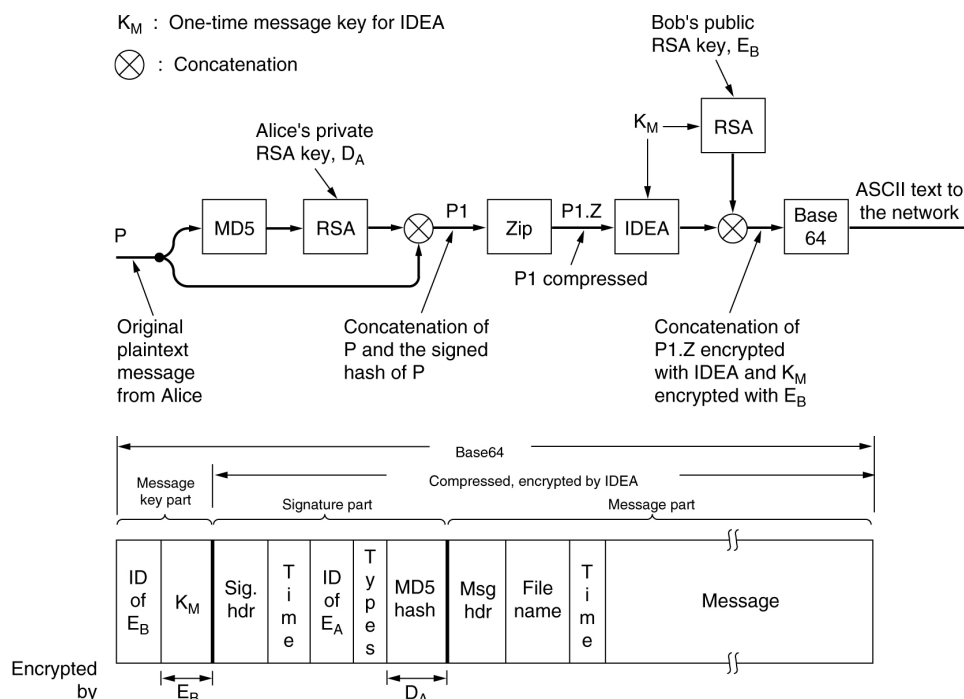 K_M : One-time message key for IDEA
⊗ : Concatenation
Bob's public
RSA key, E_B
Alice's private
RSA key, D_A
K_M
RSA
P
MD5
RSA
P1
Zip
P1.Z
IDEA
Base
64
ASCII text to
the network
P1 compressed
Original
plaintext
message
from Alice
Concatenation of
P and the signed
hash of P
Concatenation of
P1.Z encrypted
with IDEA and K_M
encrypted with E_B
Base64
Compressed, encrypted by IDEA
Message
key part
Signature part
Message part
ID
of
E_B
K_M
Sig.
hdr
T
i
m
e
ID
of
E_A
T
y
p
e
s
MD5
hash
Msg
hdr
File
name
T
i
m
e
Message
Encrypted
by
E_B
D_A